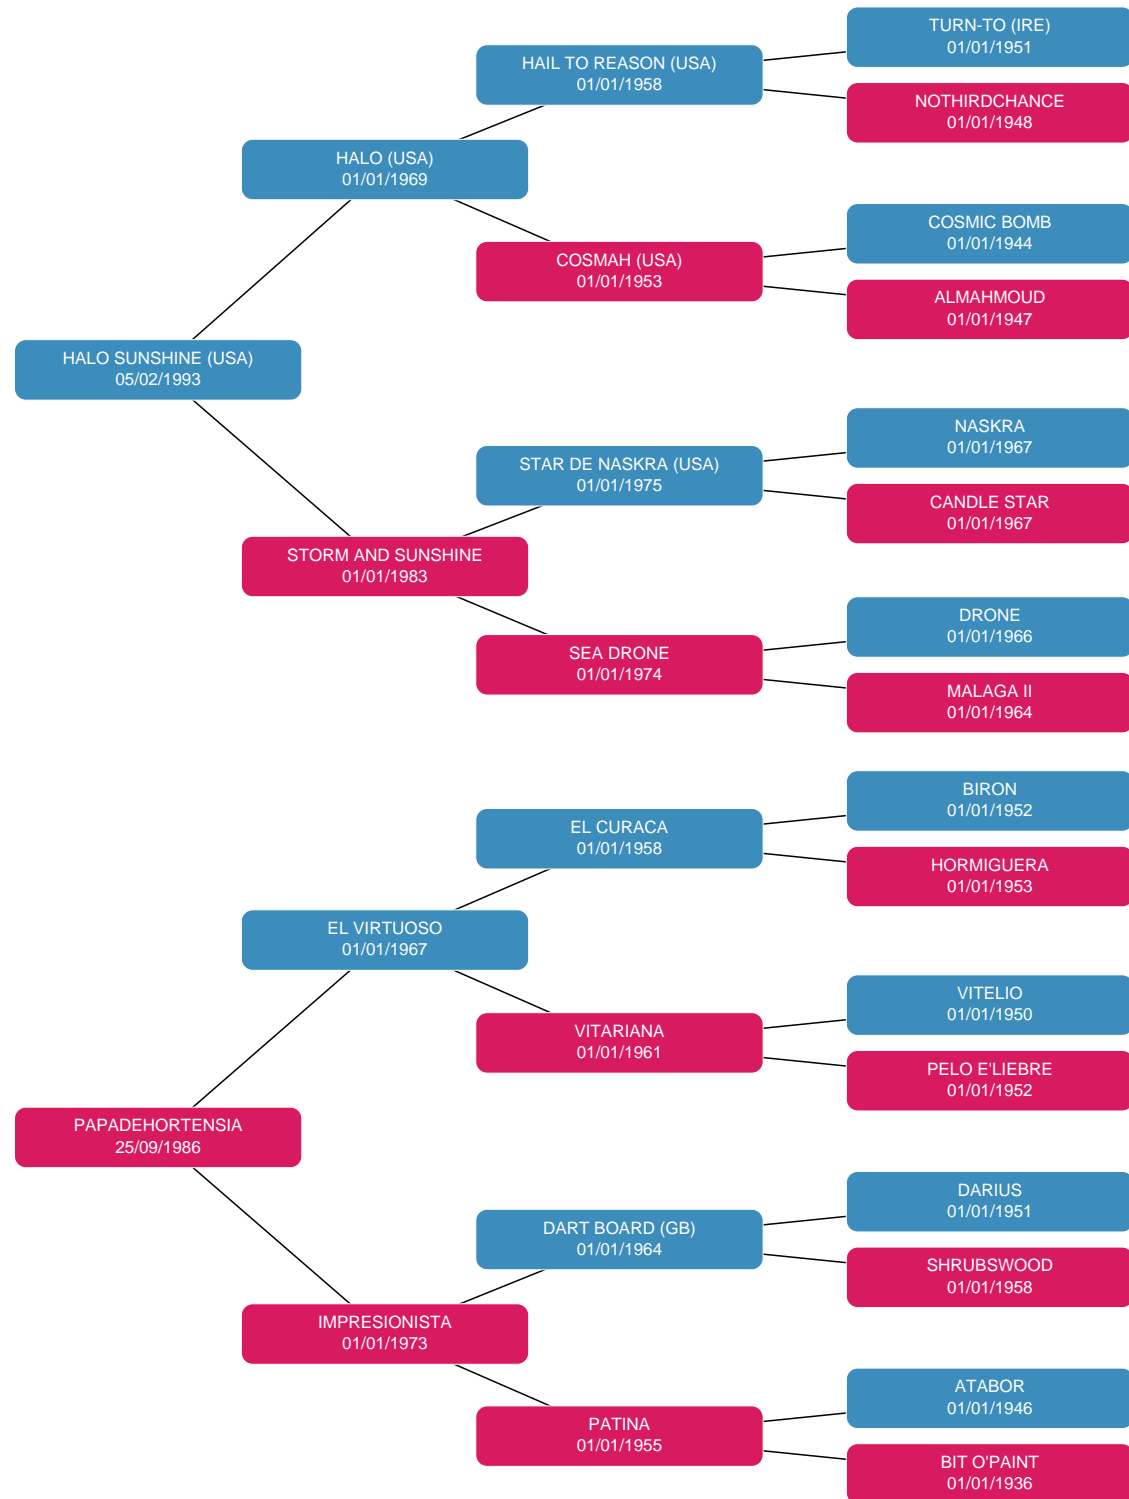 TURN-TO (IRE)
01/01/1951
HAIL TO REASON (USA)
01/01/1958
NOTHIRDCHANCE
01/01/1948
HALO (USA)
01/01/1969
COSMIC BOMB
01/01/1944
COSMAH (USA)
01/01/1953
ALMAHMOUD
01/01/1947
HALO SUNSHINE (USA)
05/02/1993
NASKRA
01/01/1967
STAR DE NASKRA (USA)
01/01/1975
CANDLE STAR
01/01/1967
STORM AND SUNSHINE
01/01/1983
DRONE
01/01/1966
SEA DRONE
01/01/1974
MALAGA II
01/01/1964
BIRON
01/01/1952
EL CURACA
01/01/1958
HORMIGUERA
01/01/1953
EL VIRTUOSO
01/01/1967
VITELIO
01/01/1950
VITARIANA
01/01/1961
PELO E'LIEBRE
01/01/1952
PAPADEHORTENSIA
25/09/1986
DARIUS
01/01/1951
DART BOARD (GB)
01/01/1964
SHRUBSWOOD
01/01/1958
IMPRESIONISTA
01/01/1973
ATABOR
01/01/1946
PATINA
01/01/1955
BIT O'PAINT
01/01/1936